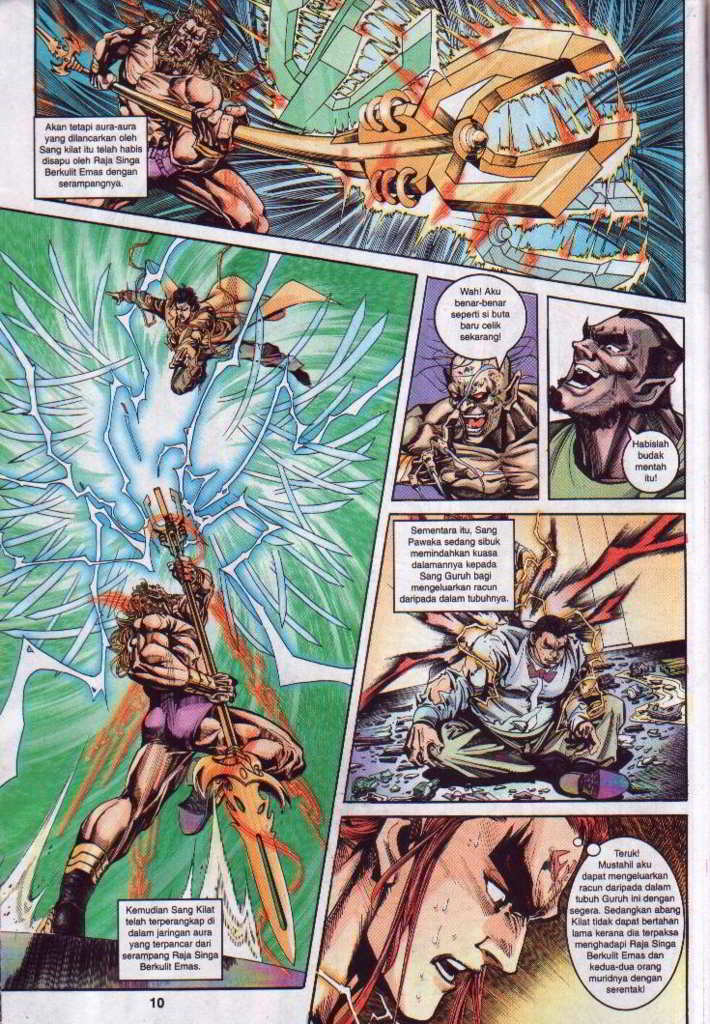 Akan tetapi aura-aura
yang dilancarkan oleh
Sang kilat itu telah habis
disapu oleh Raja Singa
Berkulit Emas dengan
serampangnya.
Wah! Aku
benar-benar
seperti si buta
baru celik
sekarang!
Habislah
budak
mentah
itu!
Sementara itu, Sang
Pawaka sedang sibuk
memindahkan kuasa
dalamannya kepada
Sang Guruh bagi
mengeluarkan racun
daripada dalam tubuhnya.
Kemudian Sang Kilat
telah terperangkap di
dalam jaringan aura
yang terpancar dari
serampang Raja Singa
Berkulit Emas.
Teruk!
Mustahil aku
dapat mengeluarkan
racun daripada dalam
tubuh Guruh ini dengan
segera. Sedangkan abang
Kilat tidak dapat bertahan
lama kerana dia terpaksa
menghadapi Raja Singa
Berkulit Emas dan
kedua-dua orang
muridnya dengan
serentak!
10